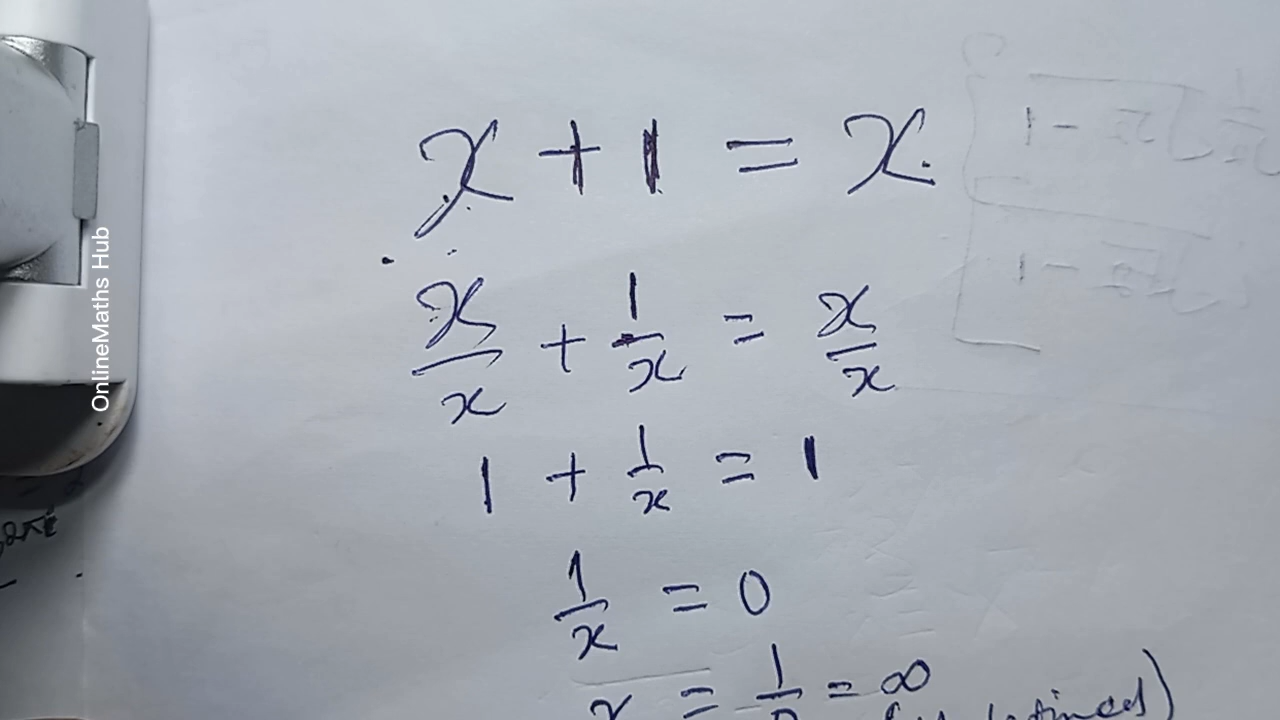 x + 1 = x
x/x + 1/x = x/x
1 + 1/x = 1
1/x = 0
x = 1/0 = ∞
OnlineMaths Hub